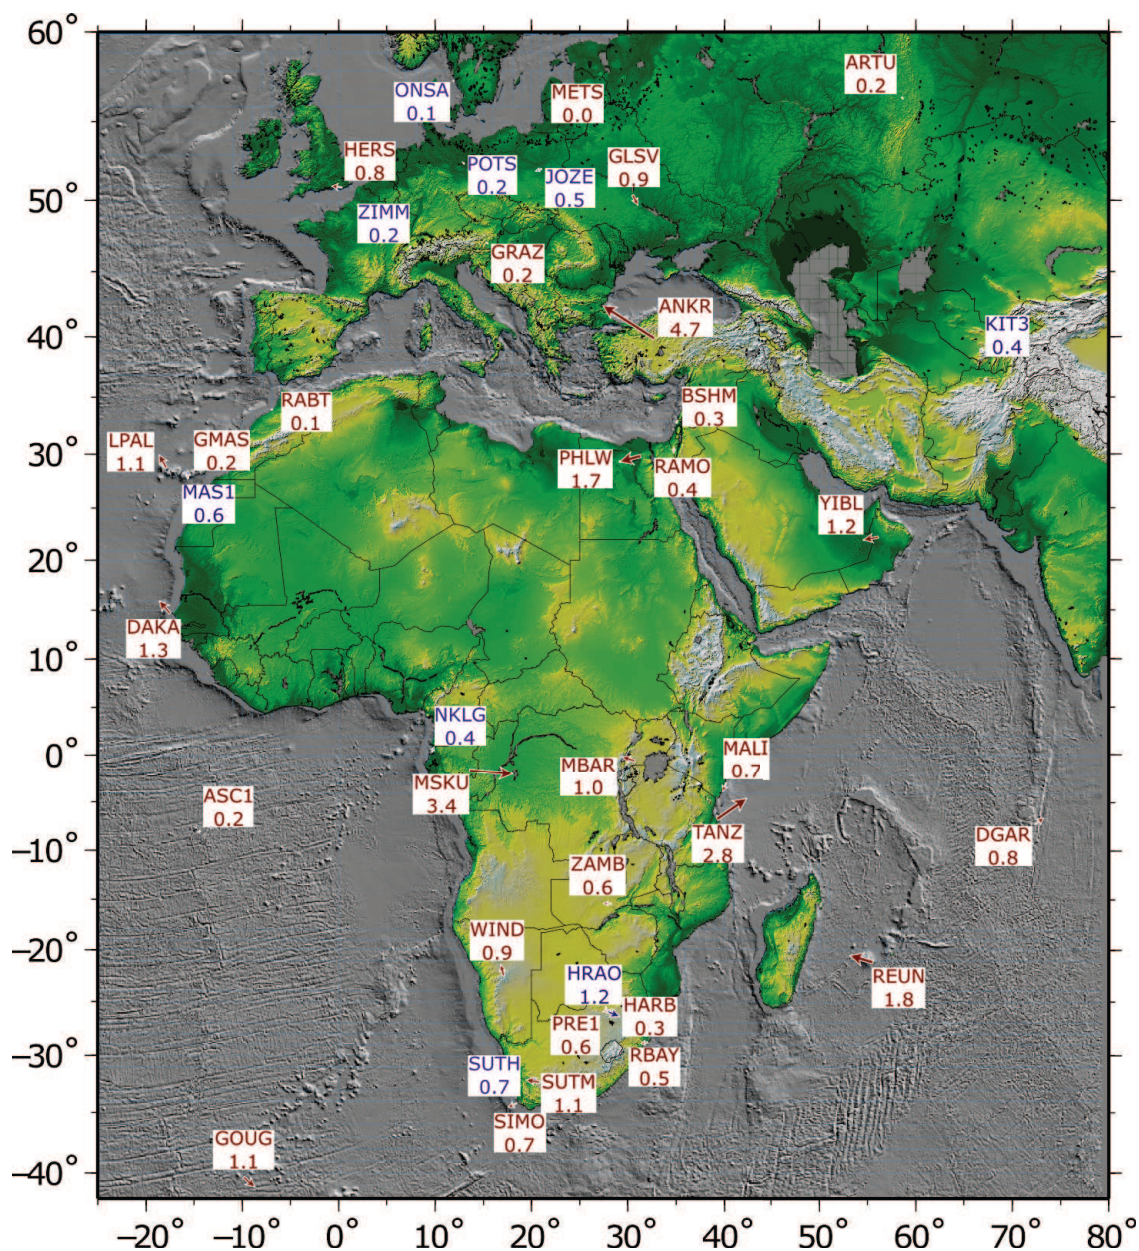 60°
ARTU
0.2
ONSA
0.1
METS
0.0
HERS
0.8
POTS
0.2
JOZE
0.5
GLSV
0.9
50°
ZIMM
0.2
GRAZ
0.2
ANKR
4.7
KIT3
0.4
40°
RABT
0.1
BSHM
0.3
LPAL
1.1
GMAS
0.2
30°
PHLW
1.7
RAMO
0.4
MAS1
0.6
YIBL
1.2
20°
DAKA
1.3
10°
NKLG
0.4
0°
MALI
0.7
MBAR
1.0
MSKU
3.4
ASC1
0.2
TANZ
2.8
DGAR
0.8
−10°
ZAMB
0.6
WIND
0.9
−20°
HRAO
1.2
REUN
1.8
HARB
0.3
PRE1
0.6
−30°
RBAY
0.5
SUTH
0.7
SUTM
1.1
SIMO
0.7
GOUG
1.1
−40°
−20° −10° 0° 10° 20° 30° 40° 50° 60° 70° 80°